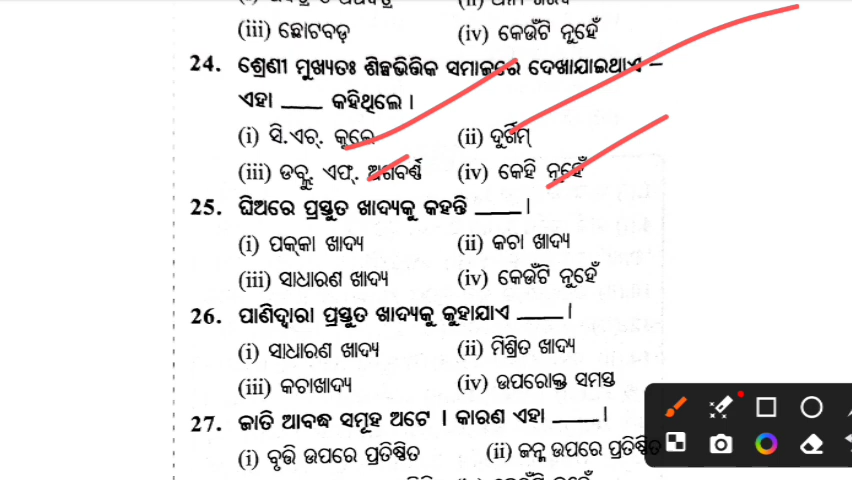 (iii) ଛୋଟବଡ଼ (iv) କେଉଁଟି ନୁହେଁ
24. ଶ୍ରେଣୀ ମୁଖ୍ୟତଃ ଶିଳ୍ପଭିତ୍ତିକ ସମାଜରେ ଦେଖାଯାଇଥାଏ –
ଏହା ____ କହିଥିଲେ ।
(i) ସି.ଏଚ୍. କୂଲେ (ii) ଦୁର୍ଖିମ୍
(iii) ଡବ୍ଲୁ ଏଫ୍. ଅଗବର୍ଣ୍ଣ (iv) କେହି ନୁହେଁ
25. ଘିଅରେ ପ୍ରସ୍ତୁତ ଖାଦ୍ୟକୁ କହନ୍ତି ____ ।
(i) ପକ୍କା ଖାଦ୍ୟ (ii) କଚା ଖାଦ୍ୟ
(iii) ସାଧାରଣ ଖାଦ୍ୟ (iv) କେଉଁଟି ନୁହେଁ
26. ପାଣିଦ୍ୱାରା ପ୍ରସ୍ତୁତ ଖାଦ୍ୟକୁ କୁହାଯାଏ ____ ।
(i) ସାଧାରଣ ଖାଦ୍ୟ (ii) ମିଶ୍ରିତ ଖାଦ୍ୟ
(iii) କଚାଖାଦ୍ୟ (iv) ଉପରୋକ୍ତ ସମସ୍ତ
27. ଜାତି ଆବଦ୍ଧ ସମୂହ ଅଟେ । କାରଣ ଏହା ____ ।
(i) ବୃତ୍ତି ଉପରେ ପ୍ରତିଷ୍ଠିତ (ii) ଜନ୍ମ ଉପରେ ପ୍ରତିଷ୍ଠିତ